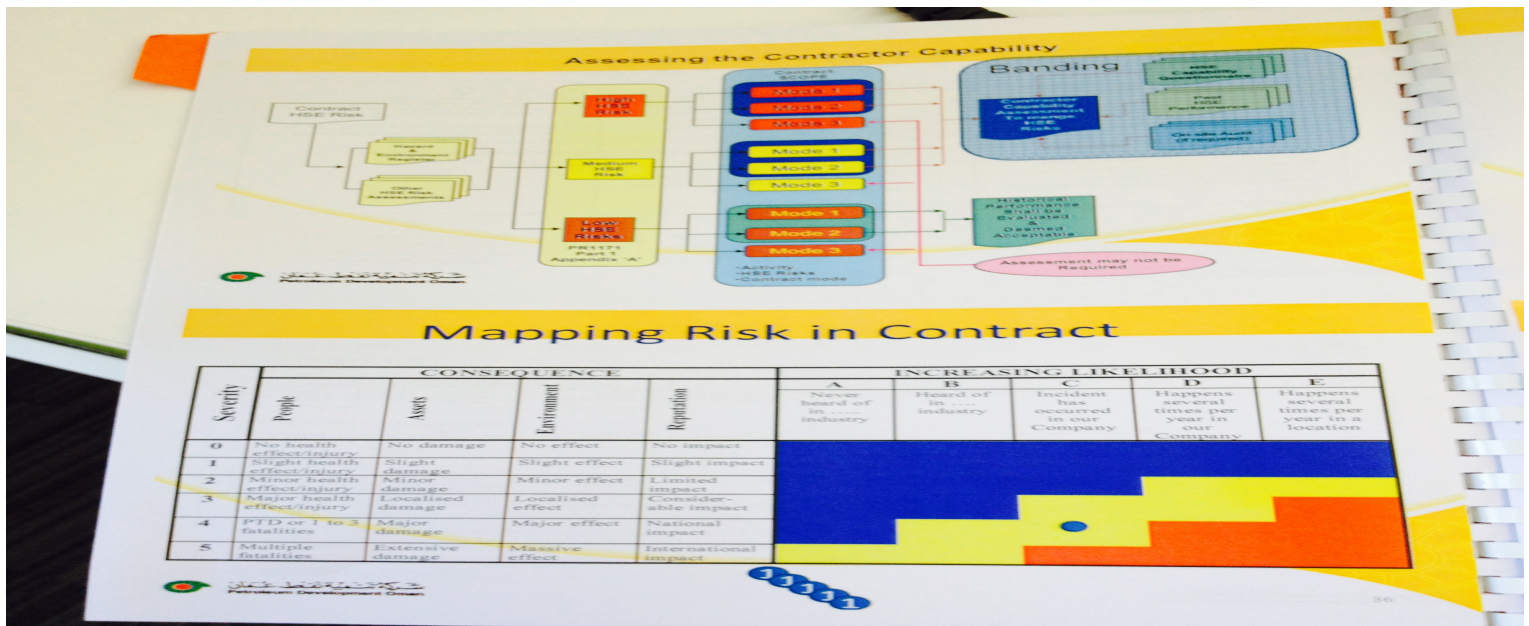 Assessing the Contractor Capability
Contract
HSE Risk
Hazard
&
Environment
Register
Other
HSE Risk
Assessments
High
HSE
Risk
Medium
HSE
Risk
Low
HSE
Risks
PR1171
Part 1
Appendix 'A'
Contract
SCOPE
Mode 1
Mode 2
Mode 3
Mode 1
Mode 2
Mode 3
Mode 1
Mode 2
Mode 3
-Activity
-HSE Risks
-Contract mode
Banding
Contractor
Capability
Assessment
To mange
HSE
Risks
HSE
Capability
Questionnaire
Past
HSE
Performance
On site Audit
(if required)
Historical
Performance
Shall be
Evaluated
&
Deemed
Acceptable
Assessment may not be
Required
شركة تنمية نفط عمان
Petroleum Development Oman
Mapping Risk in Contract
CONSEQUENCE
INCREASING LIKELIHOOD
Severity
People
Assets
Environment
Reputation
A
Never
heard of
in .....
industry
B
Heard of
in ....
industry
C
Incident
has
occurred
in our
Company
D
Happens
several
times per
year in
our
Company
E
Happens
several
times per
year in a
location
0
No health
effect/injury
No damage
No effect
No impact
1
Slight health
effect/injury
Slight
damage
Slight effect
Slight impact
2
Minor health
effect/injury
Minor
damage
Minor effect
Limited
impact
3
Major health
effect/injury
Localised
damage
Localised
effect
Consider-
able impact
4
PTD or 1 to 3
fatalities
Major
damage
Major effect
National
impact
5
Multiple
fatalities
Extensive
damage
Massive
effect
International
impact
شركة تنمية نفط عمان
Petroleum Development Oman
36